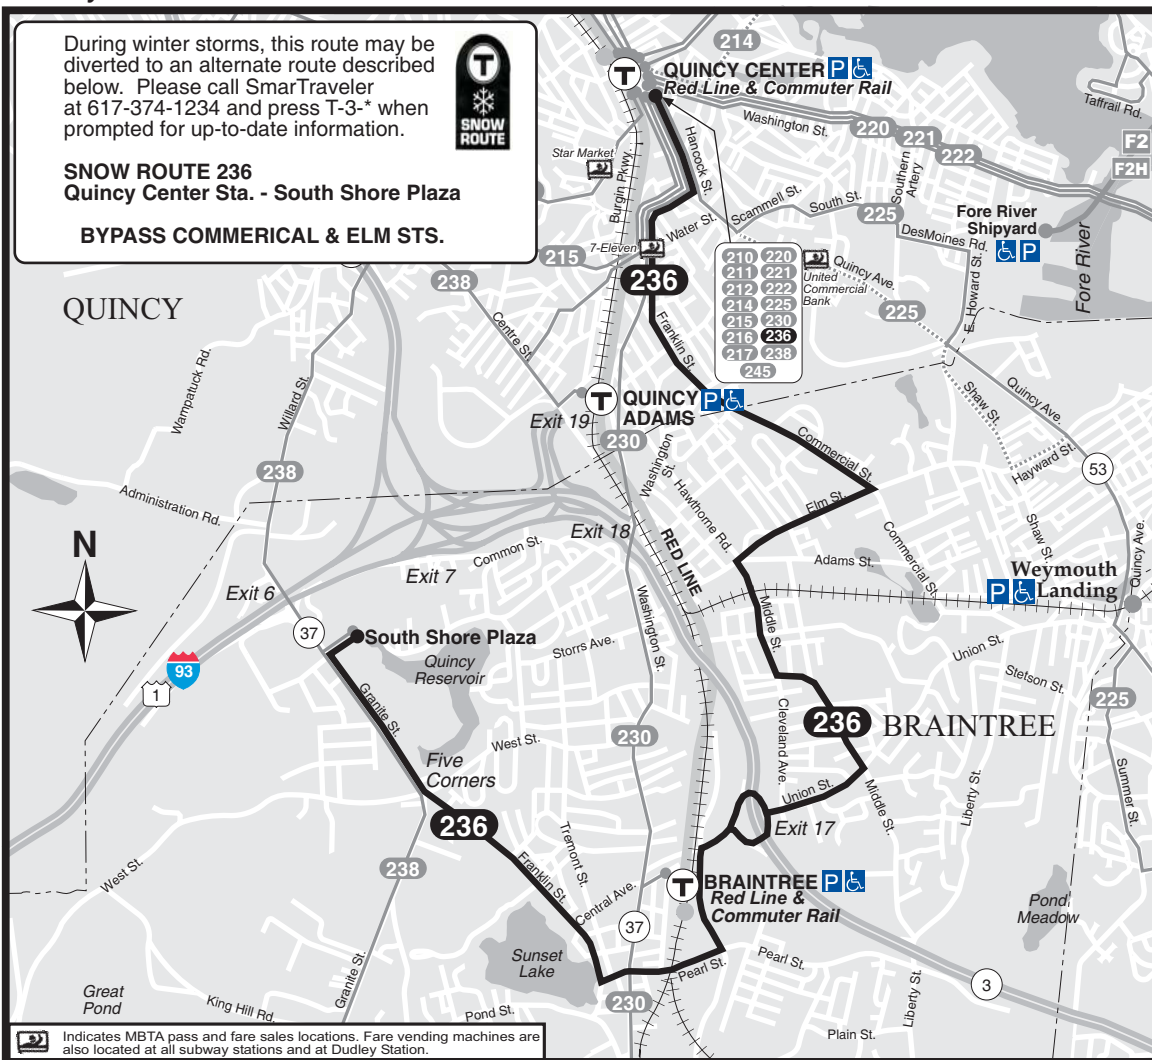 During winter storms, this route may be
diverted to an alternate route described
below. Please call SmarTraveler
at 617-374-1234 and press T-3-* when
prompted for up-to-date information.
T
SNOW
ROUTE
SNOW ROUTE 236
Quincy Center Sta. - South Shore Plaza
BYPASS COMMERICAL & ELM STS.
214
T
QUINCY CENTER P
Red Line & Commuter Rail
Taffrail Rd.
Washington St.
220
221
222
F2
F2H
Star Market
Burgin Pkwy.
Hancock St.
Scammell St.
South St.
225
Southern
Artery
Fore River
Shipyard
P
DesMoines Rd.
Fore River
E. Howard St.
7-Eleven
Water St.
215
236
238
QUINCY
210 220
211 221
212 222
214 225
215 230
216 236
217 238
245
United
Commercial
Bank
Quincy Ave.
225
Centre St.
Franklin St.
Wampatuck Rd.
Willard St.
T
QUINCY
ADAMS
P
Exit 19
230
Shaw St.
Quincy Ave.
Hayward St.
53
Commercial St.
Washington
St.
Hawthorne Rd.
238
Administration Rd.
Elm St.
Exit 18
RED LINE
Common St.
Exit 7
Exit 6
Adams St.
Commercial St.
Shaw St.
Quincy Ave.
Weymouth
Landing
P
N
37
South Shore Plaza
Quincy
Reservoir
Storrs Ave.
Washington St.
Middle St.
Union St.
Stetson St.
225
93
1
Granite St.
West St.
230
Cleveland Ave.
236
BRAINTREE
Five
Corners
236
Union St.
Exit 17
Middle St.
Liberty St.
Summer St.
West St.
238
Tremont St.
Franklin St.
Central Ave.
T
BRAINTREE P
Red Line &
Commuter Rail
37
Pond
Meadow
Sunset
Lake
Pearl St.
Pearl St.
3
Great
Pond
King Hill Rd.
Granite St.
Pond St.
230
Liberty St.
Plain St.
Indicates MBTA pass and fare sales locations. Fare vending machines are
also located at all subway stations and at Dudley Station.